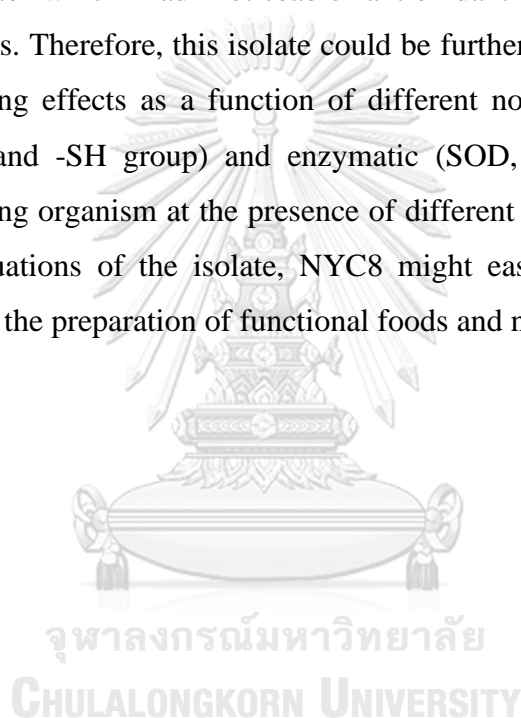 s. Therefore, this isolate could be further
ng effects as a function of different no
and -SH group) and enzymatic (SOD,
ng organism at the presence of different
uations of the isolate, NYC8 might eas
the preparation of functional foods and
จุฬาลงกรณ์มหาวิทยาลัย
CHULALONGKORN UNIVERSITY